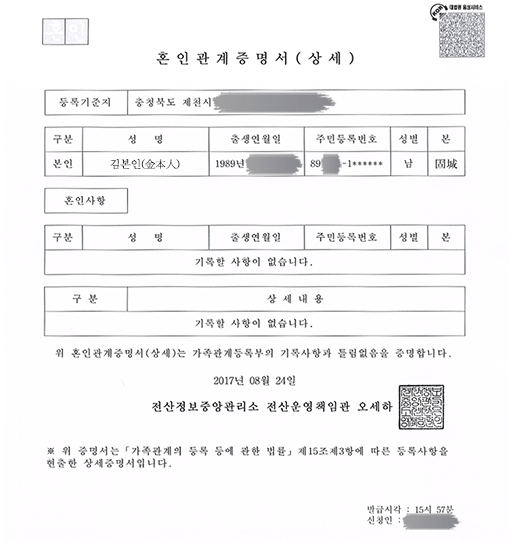 혼인
대법원 음성서비스
혼인관계증명서(상세)
등록기준지 충청북도 제천시
구분 성 명 출생연월일 주민등록번호 성별 본
본인 김본인(金本人) 1989년 89 -1****** 남 固城
혼인사항
구분 성 명 출생연월일 주민등록번호 성별 본
기록할 사항이 없습니다.
구 분 상 세 내 용
기록할 사항이 없습니다.
위 혼인관계증명서(상세)는 가족관계등록부의 기록사항과 틀림없음을 증명합니다.
2017년 08월 24일
전산정보중앙관리소 전산운영책임관 오세하
※ 위 증명서는「가족관계의 등록 등에 관한 법률」제15조제3항에 따른 등록사항을
현출한 상세증명서입니다.
발급시각 : 15시 57분
신청인 :